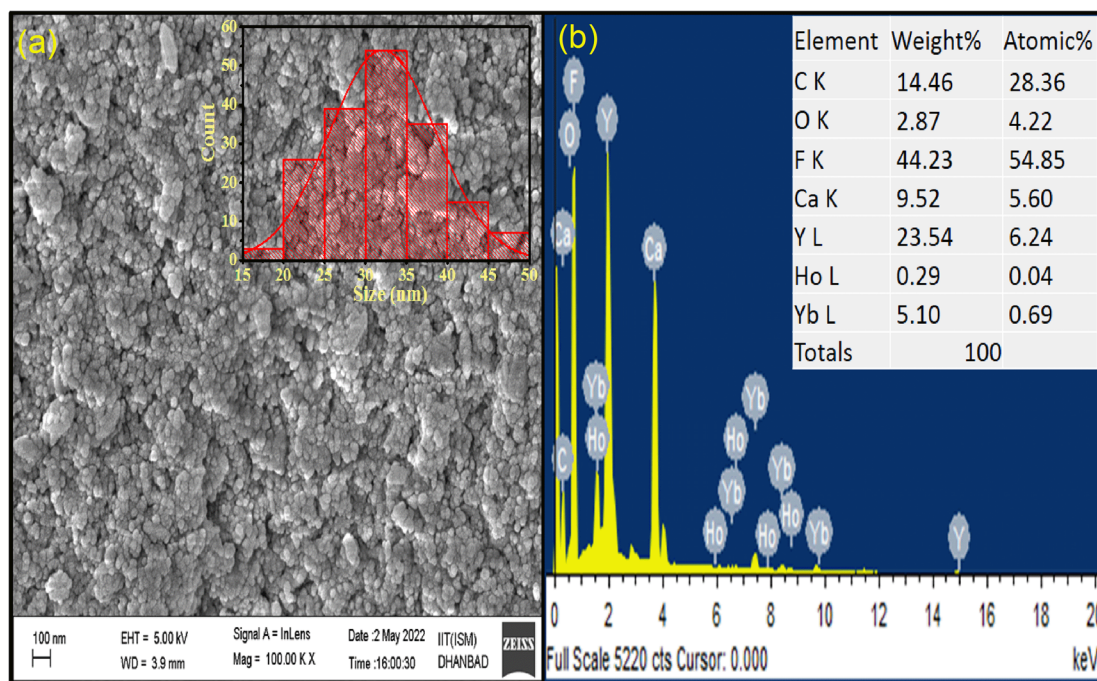 (a)
60
50
40
30
20
10
0
Count
15 20 25 30 35 40 45 50
Size (nm)
100 nm
EHT = 5.00 kV
WD = 3.9 mm
Signal A = InLens
Mag = 100.00 K X
Date :2 May 2022
Time :16:00:30
IIT(ISM)
DHANBAD
ZEISS
(b)
Element Weight% Atomic%
C K 14.46 28.36
O K 2.87 4.22
F K 44.23 54.85
Ca K 9.52 5.60
Y L 23.54 6.24
Ho L 0.29 0.04
Yb L 5.10 0.69
Totals 100
F
O
Y
Ca
Ca
Yb
Ho
C
Yb
Ho
Yb
Ho
Yb
Ho
Ho
Yb
Y
0 2 4 6 8 10 12 14 16 18 20
Full Scale 5220 cts Cursor: 0.000
keV